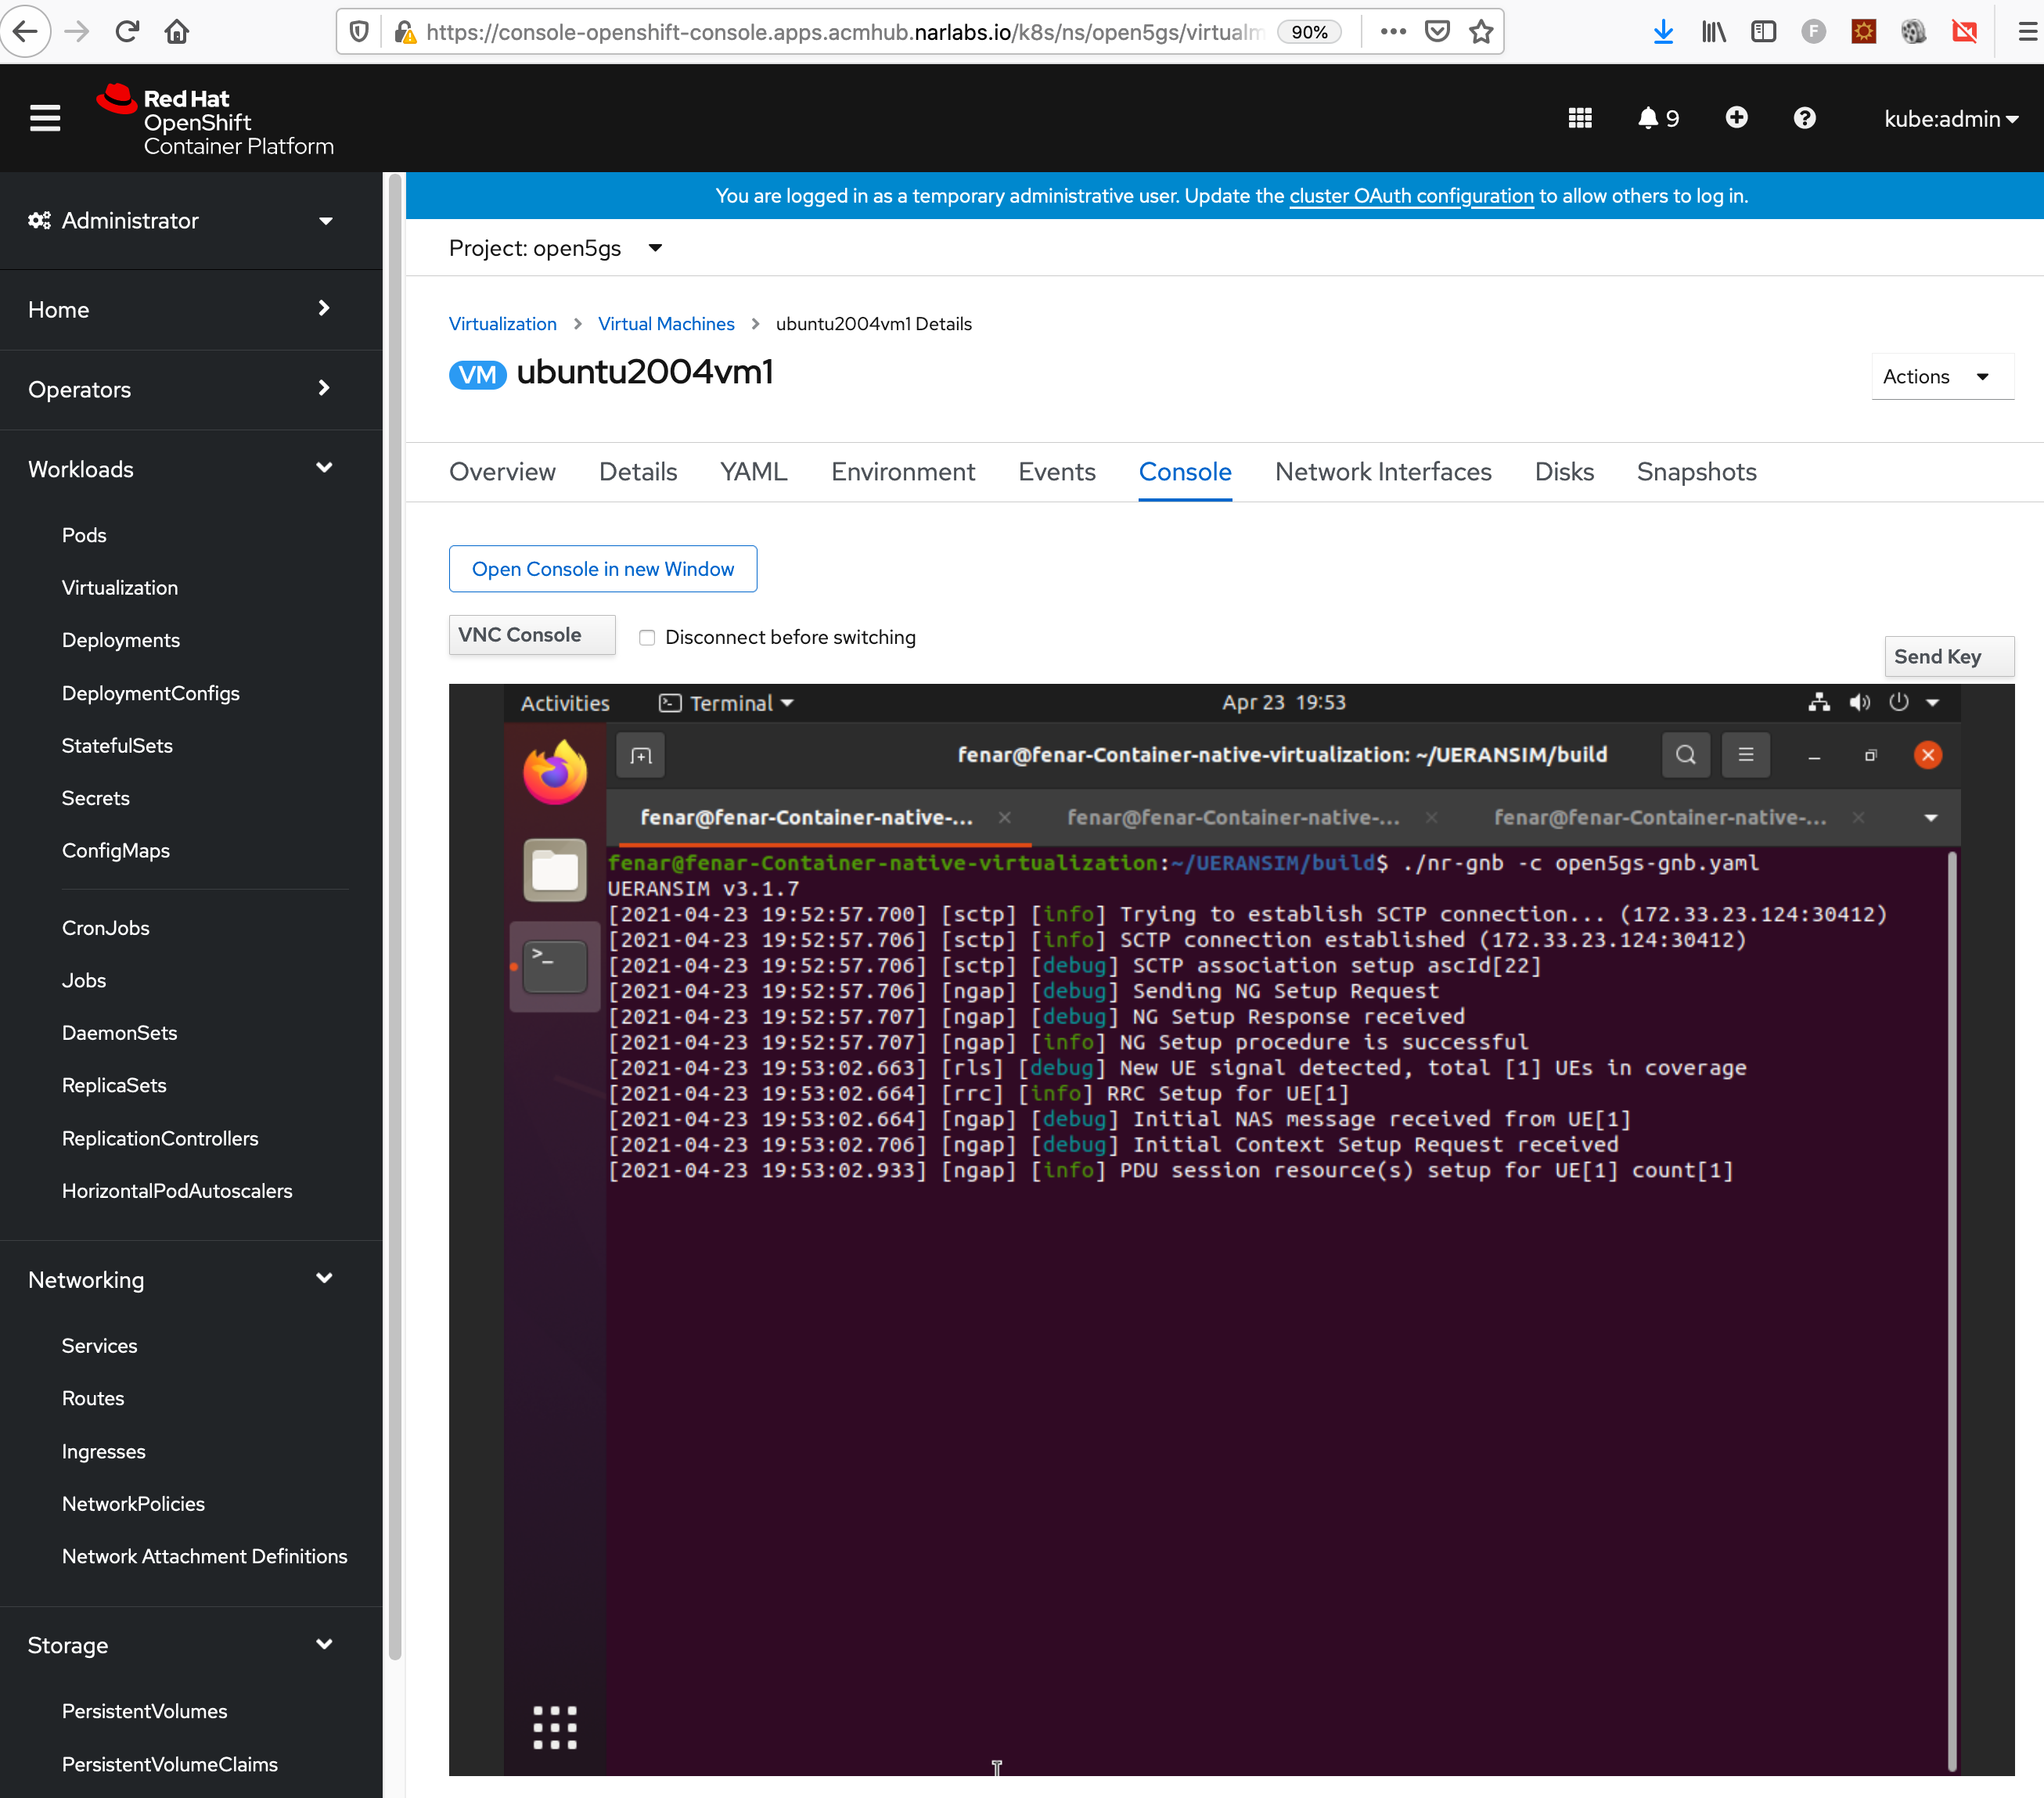 https://console-openshift-console.apps.acmhub.narlabs.io/k8s/ns/open5gs/virtualm
90%
F
Red Hat
OpenShift
Container Platform
9
kube:admin
Administrator
You are logged in as a temporary administrative user. Update the cluster OAuth configuration to allow others to log in.
Project: open5gs
Home
Operators
Workloads
Pods
Virtualization
Deployments
DeploymentConfigs
StatefulSets
Secrets
ConfigMaps
CronJobs
Jobs
DaemonSets
ReplicaSets
ReplicationControllers
HorizontalPodAutoscalers
Networking
Services
Routes
Ingresses
NetworkPolicies
Network Attachment Definitions
Storage
PersistentVolumes
PersistentVolumeClaims
Virtualization > Virtual Machines > ubuntu2004vm1 Details
VM ubuntu2004vm1
Actions
Overview Details YAML Environment Events Console Network Interfaces Disks Snapshots
Open Console in new Window
VNC Console
Disconnect before switching
Send Key
Activities Terminal Apr 23 19:53
fenar@fenar-Container-native-virtualization: ~/UERANSIM/build
fenar@fenar-Container-native-... fenar@fenar-Container-native-... fenar@fenar-Container-native-...
fenar@fenar-Container-native-virtualization:~/UERANSIM/build$ ./nr-gnb -c open5gs-gnb.yaml
UERANSIM v3.1.7
[2021-04-23 19:52:57.700] [sctp] [info] Trying to establish SCTP connection... (172.33.23.124:30412)
[2021-04-23 19:52:57.706] [sctp] [info] SCTP connection established (172.33.23.124:30412)
[2021-04-23 19:52:57.706] [sctp] [debug] SCTP association setup ascId[22]
[2021-04-23 19:52:57.706] [ngap] [debug] Sending NG Setup Request
[2021-04-23 19:52:57.707] [ngap] [debug] NG Setup Response received
[2021-04-23 19:52:57.707] [ngap] [info] NG Setup procedure is successful
[2021-04-23 19:53:02.663] [rls] [debug] New UE signal detected, total [1] UEs in coverage
[2021-04-23 19:53:02.664] [rrc] [info] RRC Setup for UE[1]
[2021-04-23 19:53:02.664] [ngap] [debug] Initial NAS message received from UE[1]
[2021-04-23 19:53:02.706] [ngap] [debug] Initial Context Setup Request received
[2021-04-23 19:53:02.933] [ngap] [info] PDU session resource(s) setup for UE[1] count[1]